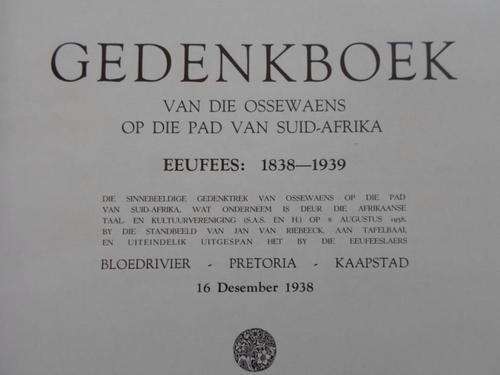 GEDENKBOEK
VAN DIE OSSEWAENS
OP DIE PAD VAN SUID-AFRIKA
EEUFEES: 1838—1939
DIE SINNEBEELDIGE GEDENKTREK VAN OSSEWAENS OP DIE PAD
VAN SUID-AFRIKA, WAT ONDERNEEM IS DEUR DIE AFRIKAANSE
TAAL EN KULTUURVERENIGING (S.A.S. EN H.) OP 8 AUGUSTUS 1938,
BY DIE STANDBEELD VAN JAN VAN RIEBEECK, AAN TAFELBAAI,
EN UITEINDELIK UITGESPAN HET BY DIE EEUFEESLAERS
BLOEDRIVIER - PRETORIA - KAAPSTAD
16 Desember 1938